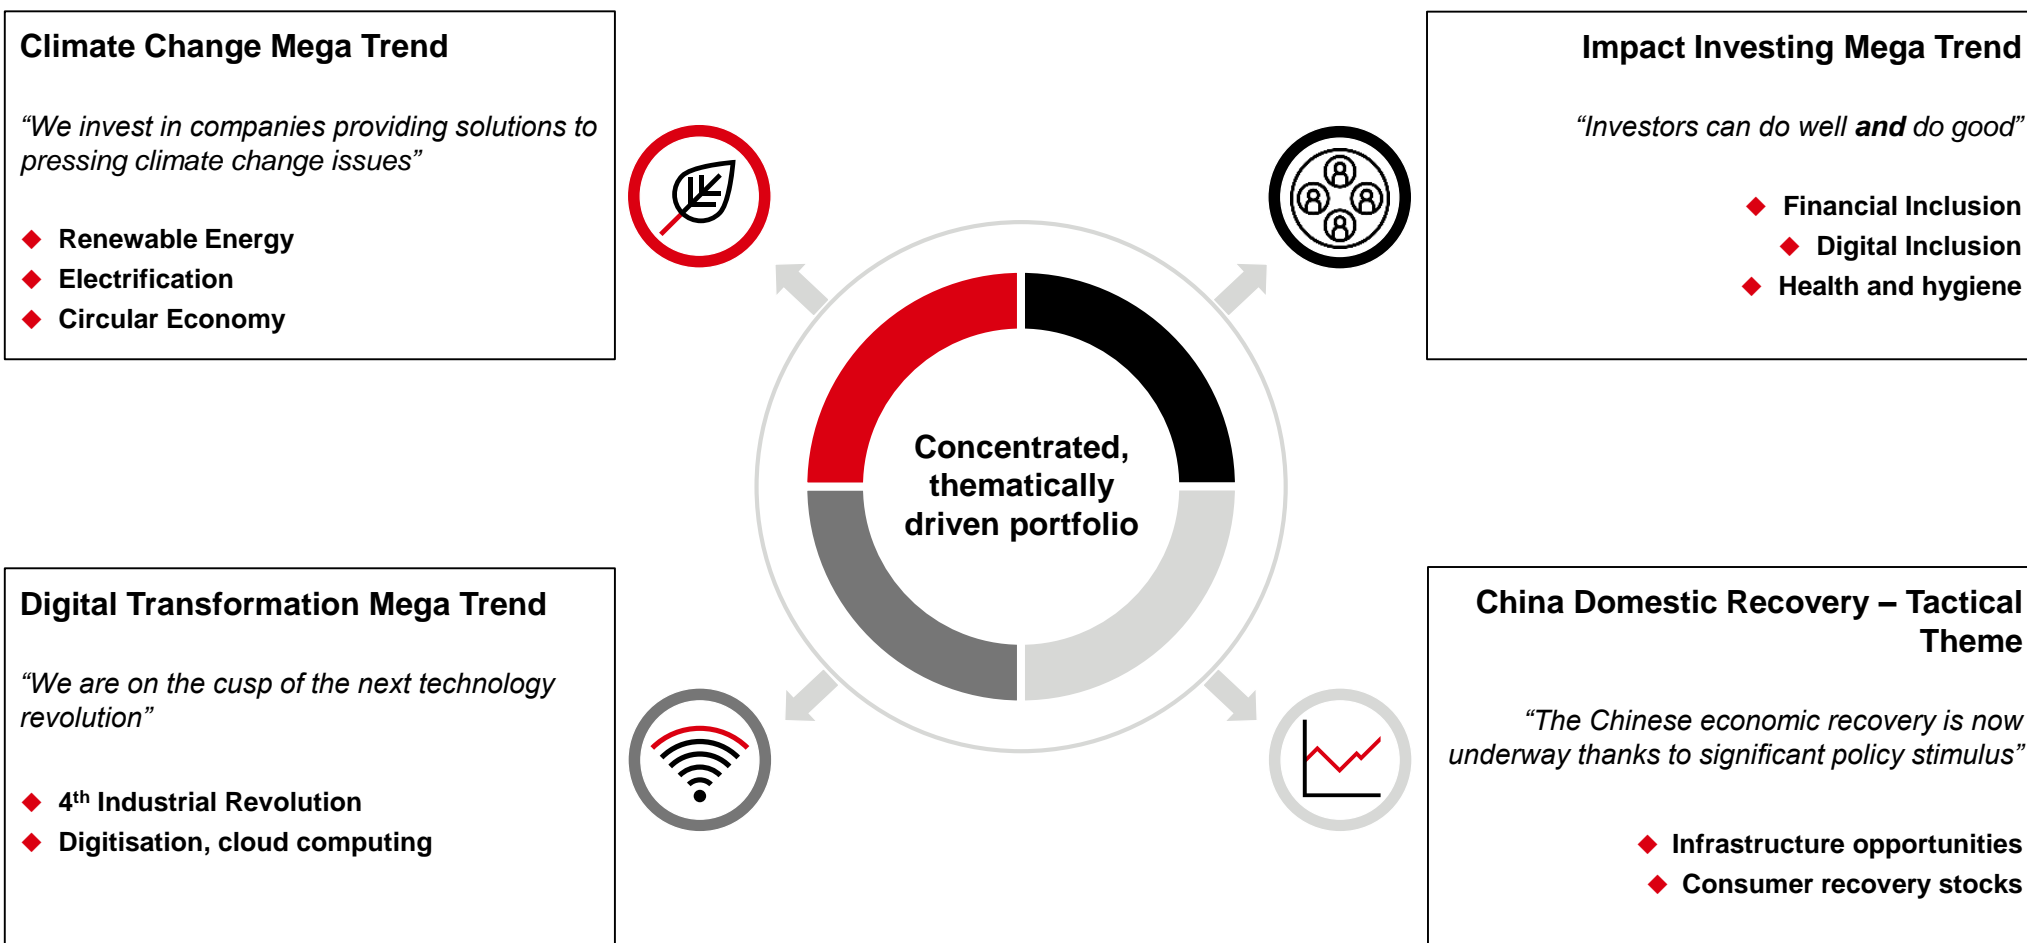 Climate Change Mega Trend
“We invest in companies providing solutions to
pressing climate change issues”
◆ Renewable Energy
◆ Electrification
◆ Circular Economy
Impact Investing Mega Trend
“Investors can do well and do good”
◆ Financial Inclusion
◆ Digital Inclusion
◆ Health and hygiene
Concentrated,
thematically
driven portfolio
Digital Transformation Mega Trend
“We are on the cusp of the next technology
revolution”
◆ 4th Industrial Revolution
◆ Digitisation, cloud computing
China Domestic Recovery – Tactical
Theme
“The Chinese economic recovery is now
underway thanks to significant policy stimulus”
◆ Infrastructure opportunities
◆ Consumer recovery stocks